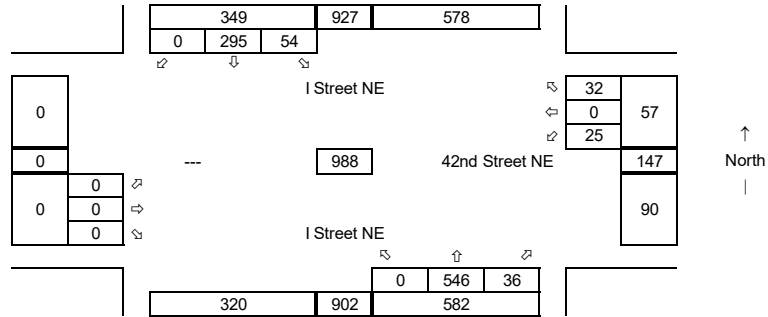 349 927 578
0 295 54
⬃ ⇩ ⬂
I Street NE ⬁ 32
0 ⇦ 0 57
⬃ 25 ↑
0 --- 988 42nd Street NE 147 North
0 ⬀ |
0 0 ⇨ 90
0 ⬂ I Street NE
⬁ ⇧ ⬀
0 546 36
320 902 582